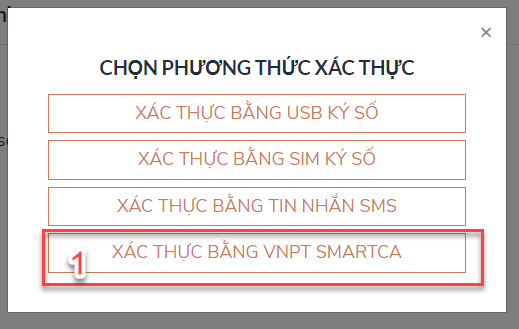 ×
CHỌN PHƯƠNG THỨC XÁC THỰC
XÁC THỰC BẰNG USB KÝ SỐ
XÁC THỰC BẰNG SIM KÝ SỐ
XÁC THỰC BẰNG TIN NHẮN SMS
1 XÁC THỰC BẰNG VNPT SMARTCA